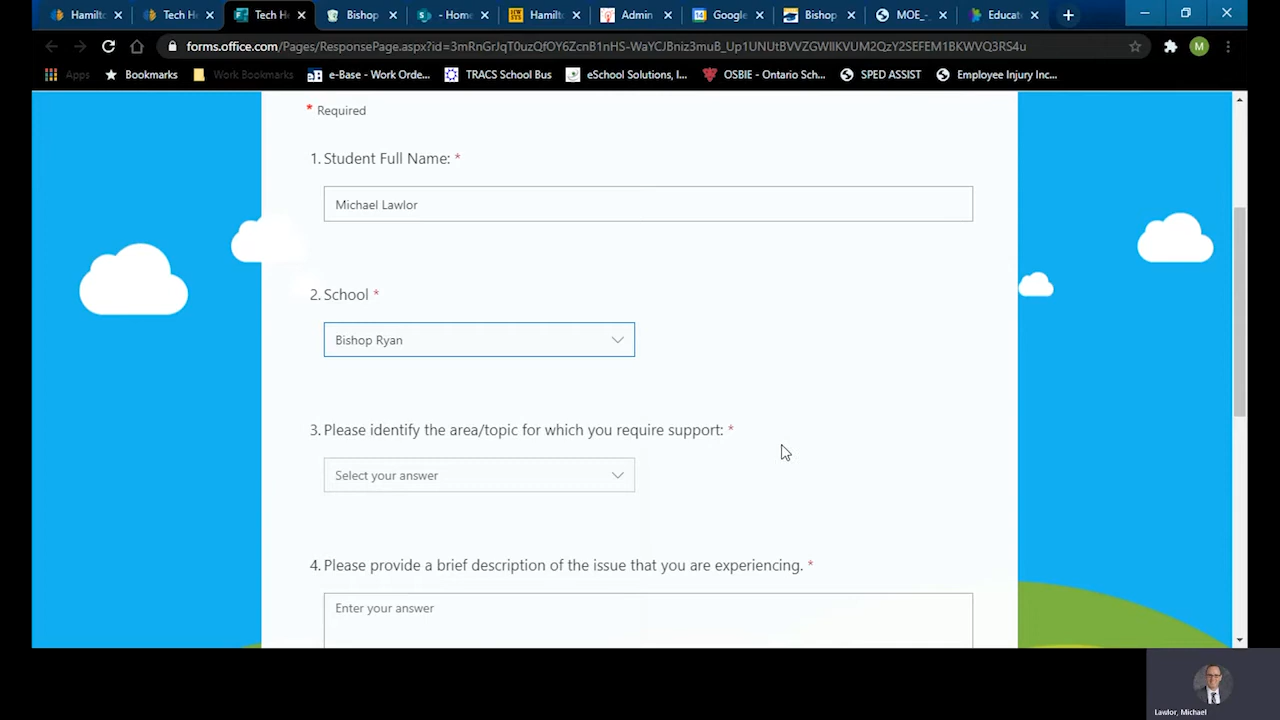 Hamilt
Tech H
Tech He
Bishop
- Home
Hamilto
Admin
Google
Bishop
MOE_-
Educat
forms.office.com/Pages/ResponsePage.aspx?id=3mRnGrJqT0uzQfOY6ZcnB1nHS-WaYCJBniz3muB_Up1UNUtBVVZGWllKVUM2QzY2SEFEM1BKWVQ3RS4u
M
Apps
Bookmarks
Work Bookmarks
e-Base - Work Orde...
TRACS School Bus
eSchool Solutions, I...
OSBIE - Ontario Sch...
SPED ASSIST
Employee Injury Inc...
* Required
1. Student Full Name: *
Michael Lawlor
2. School *
Bishop Ryan
3. Please identify the area/topic for which you require support: *
Select your answer
4. Please provide a brief description of the issue that you are experiencing. *
Enter your answer
Lawlor, Michael